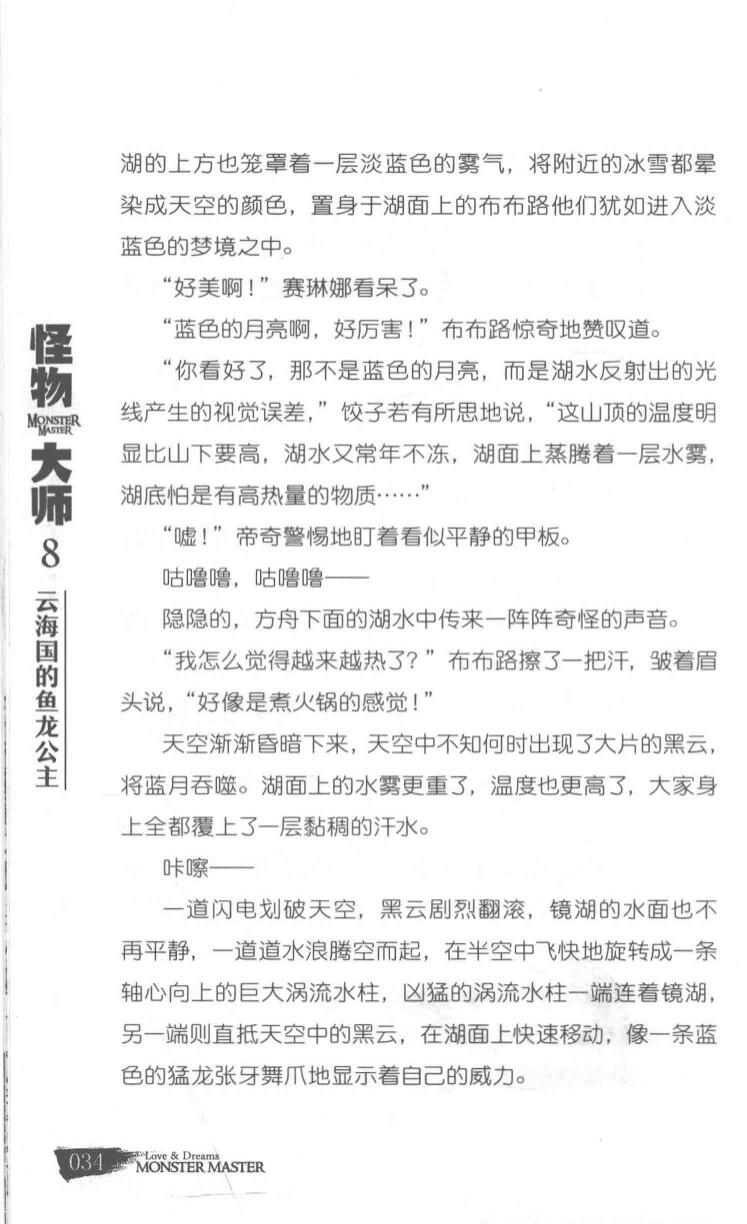 湖的上方也笼罩着一层淡蓝色的雾气，将附近的冰雪都晕
染成天空的颜色，置身于湖面上的布布路他们犹如进入淡
蓝色的梦境之中。
“好美啊！”赛琳娜看呆了。
“蓝色的月亮啊，好厉害！”布布路惊奇地赞叹道。
“你看好了，那不是蓝色的月亮，而是湖水反射出的光
线产生的视觉误差，”饺子若有所思地说，“这山顶的温度明
显比山下要高，湖水又常年不冻，湖面上蒸腾着一层水雾，
湖底怕是有高热量的物质……”
“嘘！”帝奇警惕地盯着看似平静的甲板。
咕噜噜，咕噜噜——
隐隐的，方舟下面的湖水中传来一阵阵奇怪的声音。
“我怎么觉得越来越热了？”布布路擦了一把汗，皱着眉
头说，“好像是煮火锅的感觉！”
天空渐渐昏暗下来，天空中不知何时出现了大片的黑云，
将蓝月吞噬。湖面上的水雾更重了，温度也更高了，大家身
上全都覆上了一层黏稠的汗水。
咔嚓——
一道闪电划破天空，黑云剧烈翻滚，镜湖的水面也不
再平静，一道道水浪腾空而起，在半空中飞快地旋转成一条
轴心向上的巨大涡流水柱，凶猛的涡流水柱一端连着镜湖，
另一端则直抵天空中的黑云，在湖面上快速移动，像一条蓝
色的猛龙张牙舞爪地显示着自己的威力。
怪物
MONSTER
MASTER
大师
8
云海国的鱼龙公主
034
Love & Dreams
MONSTER MASTER